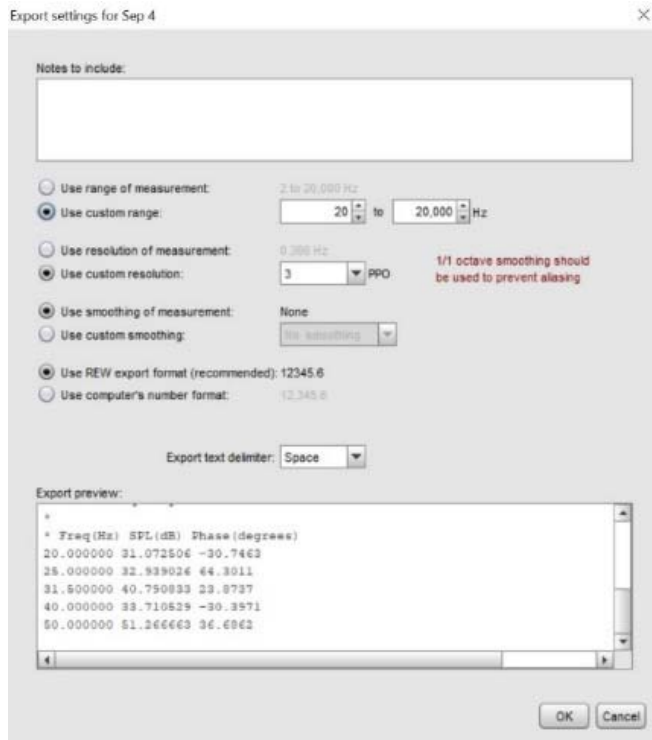 Export settings for Sep 4
Notes to include:
Use range of measurement: 2 to 20,000 Hz
Use custom range: 20 to 20,000 Hz
Use resolution of measurement: 0.366 Hz
Use custom resolution: 3 PPO
1/1 octave smoothing should
be used to prevent aliasing
Use smoothing of measurement: None
Use custom smoothing: No smoothing
Use REW export format (recommended): 12345.6
Use computer's number format: 12,345.6
Export text delimiter: Space
Export preview:
*
* Freq(Hz) SPL(dB) Phase(degrees)
20.000000 31.072506 -30.7463
25.000000 32.939026 64.3011
31.500000 40.750833 23.8737
40.000000 33.710529 -30.3971
50.000000 51.266663 36.6862
OK Cancel